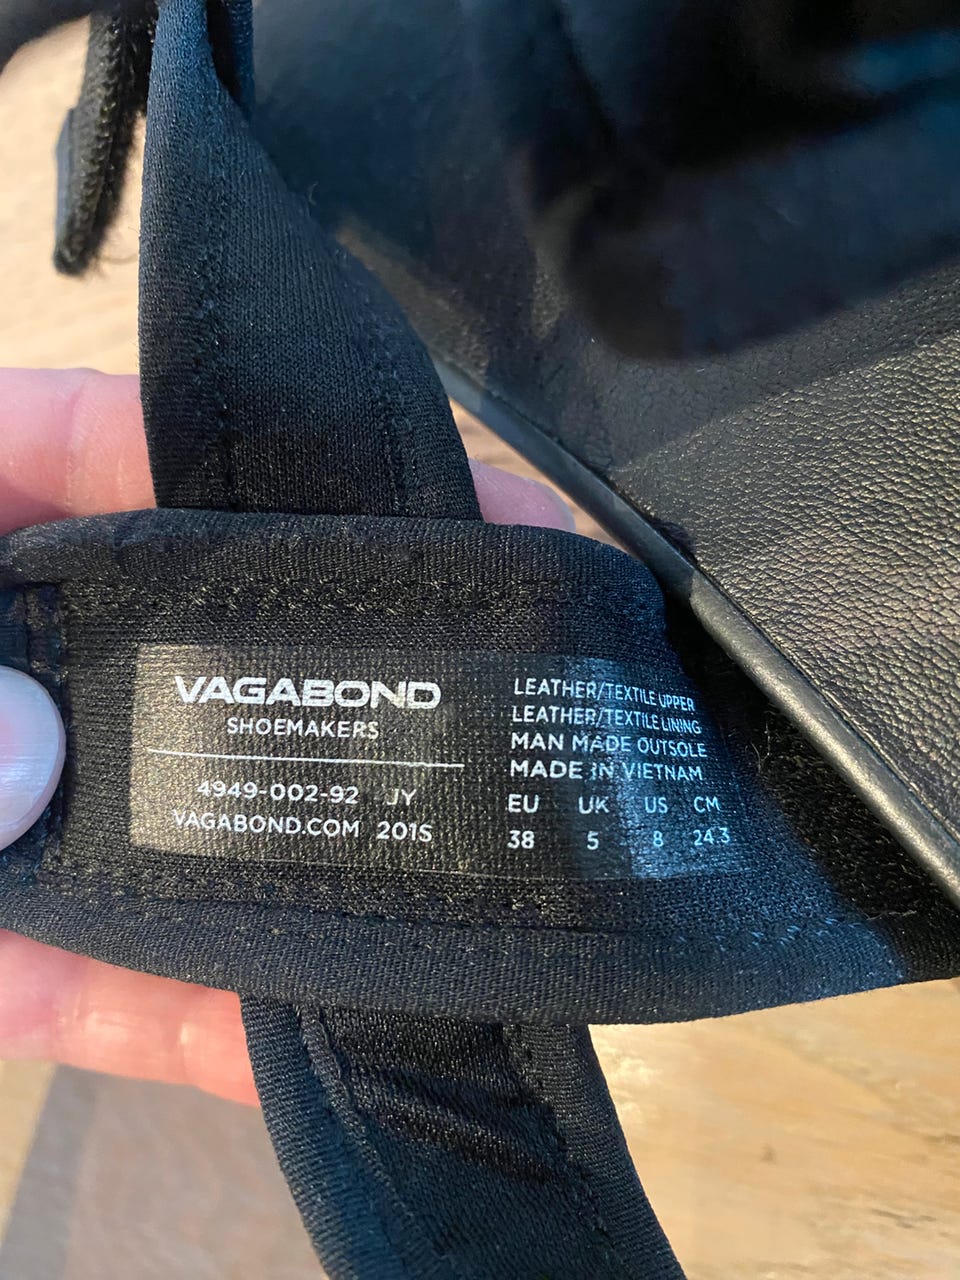 VAGABOND
SHOEMAKERS
4949-002-92 JY
VAGABOND.COM 201S
LEATHER/TEXTILE UPPER
LEATHER/TEXTILE LINING
MAN MADE OUTSOLE
MADE IN VIETNAM
EU UK US CM
38 5 8 24.3